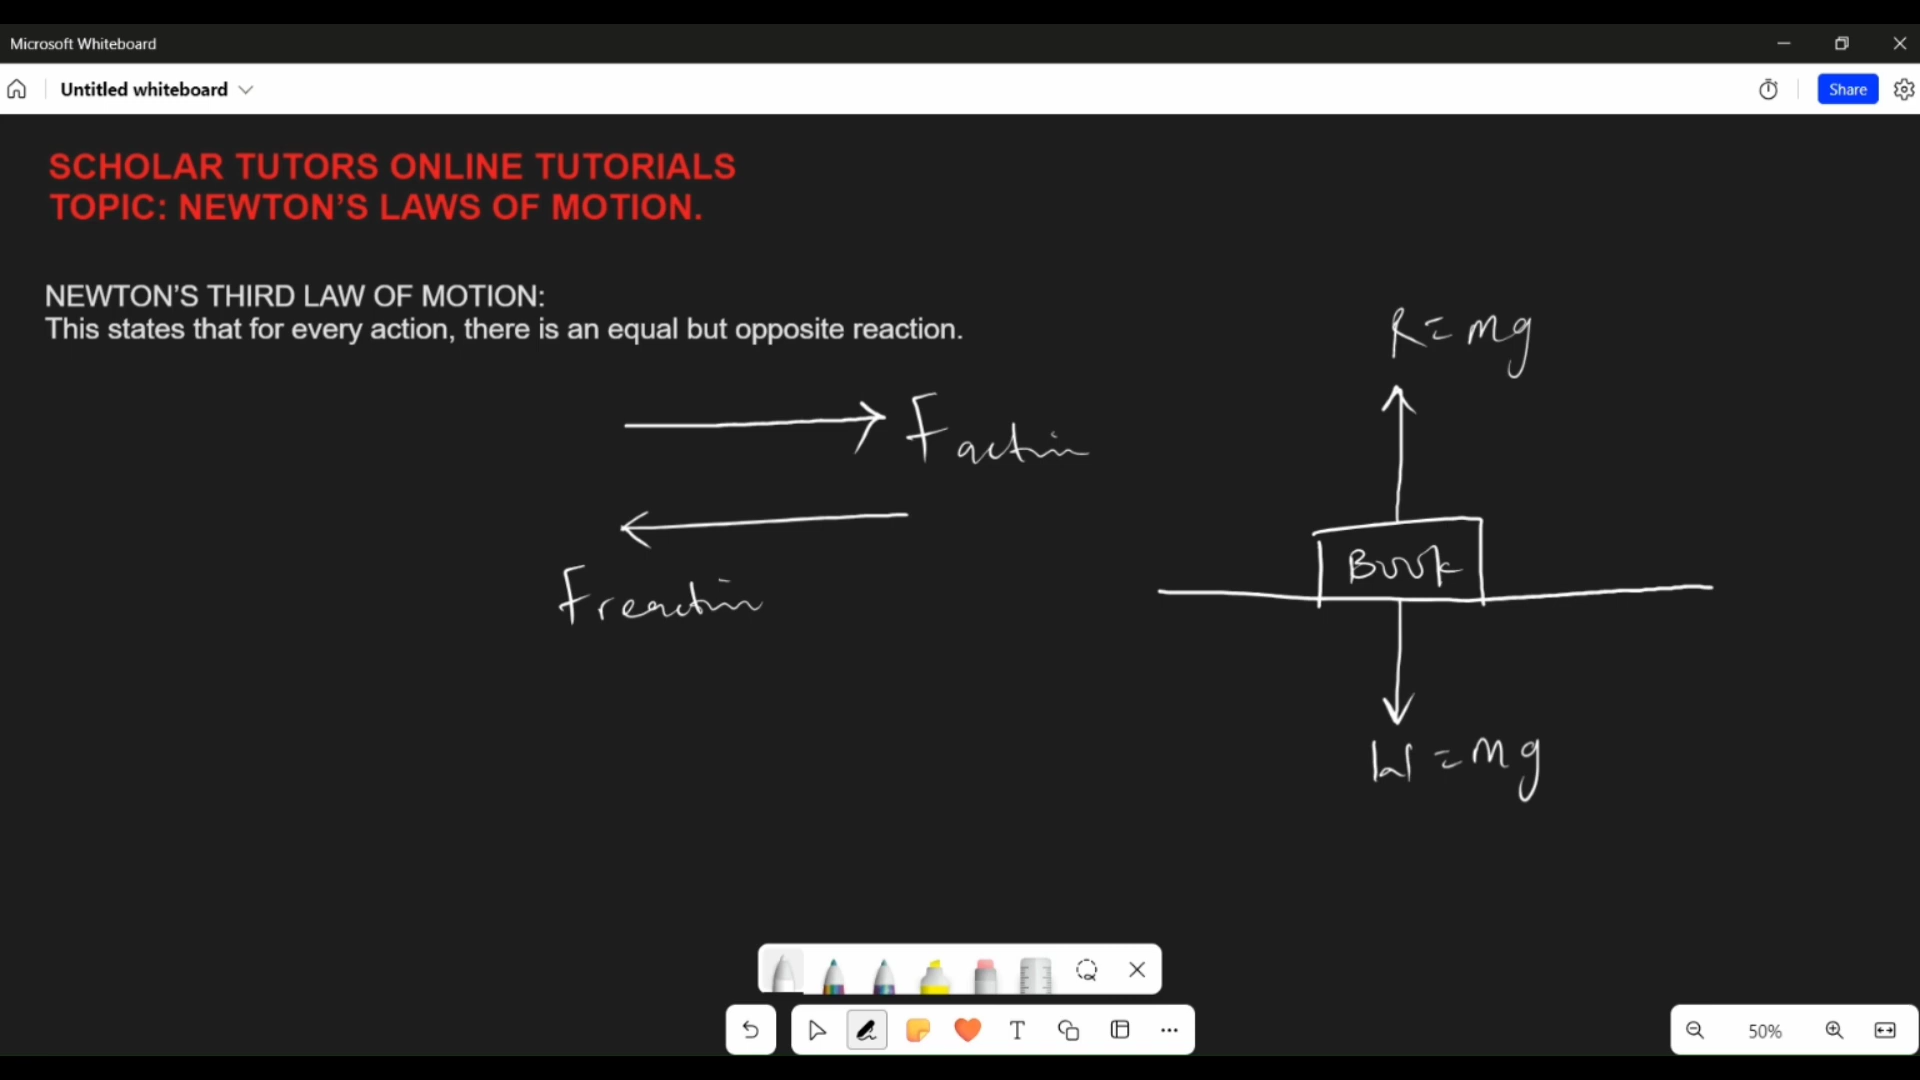 Microsoft Whiteboard
Untitled whiteboard
Share
SCHOLAR TUTORS ONLINE TUTORIALS
TOPIC: NEWTON’S LAWS OF MOTION.
NEWTON’S THIRD LAW OF MOTION:
This states that for every action, there is an equal but opposite reaction.
R = mg
F action
F reaction
Book
W = mg
50%